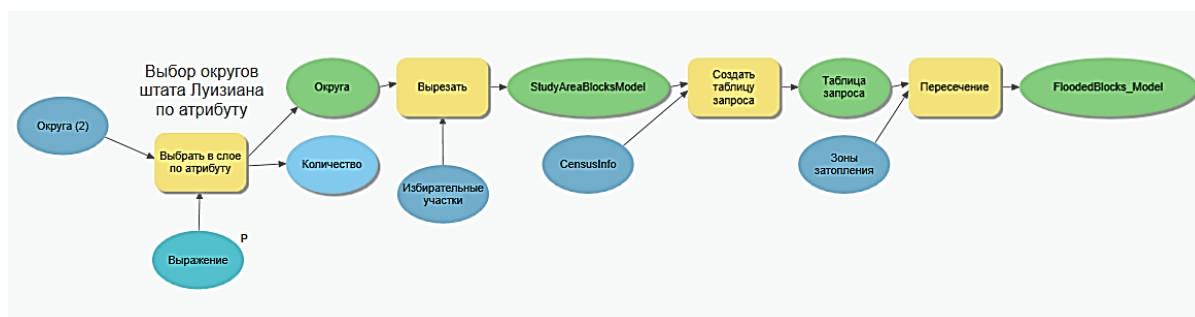 Выбор округов
штата Луизиана
по атрибуту
Округа (2)
Выбрать в слое
по атрибуту
Выражение
P
Округа
Количество
Вырезать
Избирательные
участки
StudyAreaBlocksModel
CensusInfo
Создать
таблицу
запроса
Таблица
запроса
Зоны
затопления
Пересечение
FloodedBlocks_Model